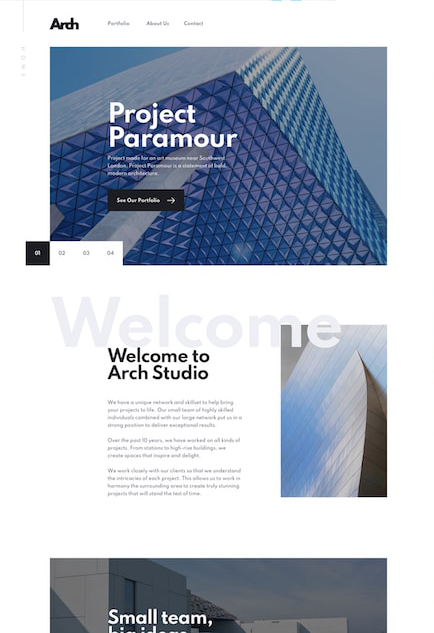 Arch
Portfolio
About Us
Contact
HOME
Project
Paramour
Project made for an art museum near Southwest
London. Project Paramour is a statement of bold,
modern architecture.
See Our Portfolio
01
02
03
04
Welcome
Welcome to
Arch Studio
We have a unique network and skillset to help bring
your projects to life. Our small team of highly skilled
individuals combined with our large network put us in a
strong position to deliver exceptional results.
Over the past 10 years, we have worked on all kinds of
projects. From stations to high-rise buildings, we
create spaces that inspire and delight.
We work closely with our clients so that we understand
the intricacies of each project. This allows us to work in
harmony the surrounding area to create truly stunning
projects that will stand the test of time.
Small team,
big ideas